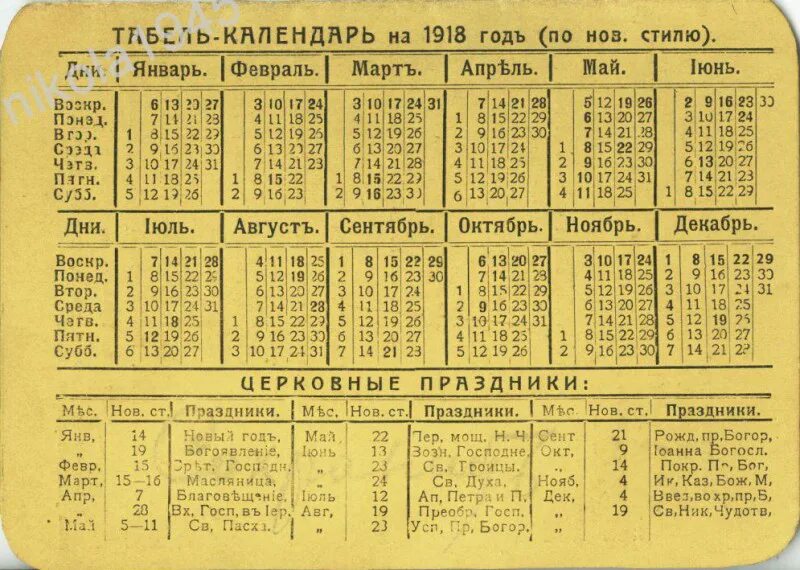 nikola1945
ТАБЕЛЬ-КАЛЕНДАРЬ на 1918 годъ (по нов. стилю).
Дни. Январь. Февраль. Мартъ. Апрѣль. Май. Іюнь.
Воскр. 6 13 20 27 3 10 17 24 3 10 17 24 31 7 14 21 28 5 12 19 26 2 9 16 23 30
Понед. 7 14 21 28 4 11 18 25 4 11 18 25 1 8 15 22 29 6 13 20 27 3 10 17 24
Втор. 1 8 15 22 29 5 12 19 26 5 12 19 26 2 9 16 23 30 7 14 21 28 4 11 18 25
Среда 2 9 16 23 30 6 13 20 27 6 13 20 27 3 10 17 24 1 8 15 22 29 5 12 19 26
Четв. 3 10 17 24 31 7 14 21 28 7 14 21 28 4 11 18 25 2 9 16 23 30 6 13 20 27
Пятн. 4 11 18 25 1 8 15 22 1 8 15 22 29 5 12 19 26 3 10 17 24 31 7 14 21 28
Субб. 5 12 19 26 2 9 16 23 2 9 16 23 30 6 13 20 27 4 11 18 25 1 8 15 22 29
Дни. Іюль. Августъ. Сентябрь. Октябрь. Ноябрь. Декабрь.
Воскр. 7 14 21 28 4 11 18 25 1 8 15 22 29 6 13 20 27 3 10 17 24 1 8 15 22 29
Понед. 1 8 15 22 29 5 12 19 26 2 9 16 23 30 7 14 21 28 4 11 18 25 2 9 16 23 30
Втор. 2 9 16 23 30 6 13 20 27 3 10 17 24 1 8 15 22 29 5 12 19 26 3 10 17 24 31
Среда 3 10 17 24 31 7 14 21 28 4 11 18 25 2 9 16 23 30 6 13 20 27 4 11 18 25
Четв. 4 11 18 25 1 8 15 22 29 5 12 19 26 3 10 17 24 31 7 14 21 28 5 12 19 26
Пятн. 5 12 19 26 2 9 16 23 30 6 13 20 27 4 11 18 25 1 8 15 22 29 6 13 20 27
Субб. 6 13 20 27 3 10 17 24 31 7 14 21 28 5 12 19 26 2 9 16 23 30 7 14 21 28
ЦЕРКОВНЫЕ ПРАЗДНИКИ:
Мѣс. Нов. ст. Праздники. Мѣс. Нов. ст. Праздники. Мѣс. Нов. ст. Праздники.
Янв, 14 Новый годъ, Май 22 Пер, мощ. Н. Ч. Сент 21 Рожд, пр, Богор,
„ 19 Богоявленіе, Іюнь 13 Возн, Господне, Окт, 9 Іоанна Богосл.
Февр, 15 Срѣт, Господн, „ 23 Св, Троицы. „ 14 Покр. Пр, Бог,
Март, 15—16 Масляница, „ 24 Св, Духа, Нояб, 4 Ик, Каз, Бож, М,
Апр, 7 Благовѣщеніе, Іюль 12 Ап, Петра и П, Дек, 4 Ввел, во хр, пр, Б,
„ 28 Вх, Госп, въ Іер, Авг, 19 Преобр, Госп, „ 19 Св, Ник, Чудотв,
Май 5—11 Св, Пасха, „ 23 Усп, Пр, Богор,